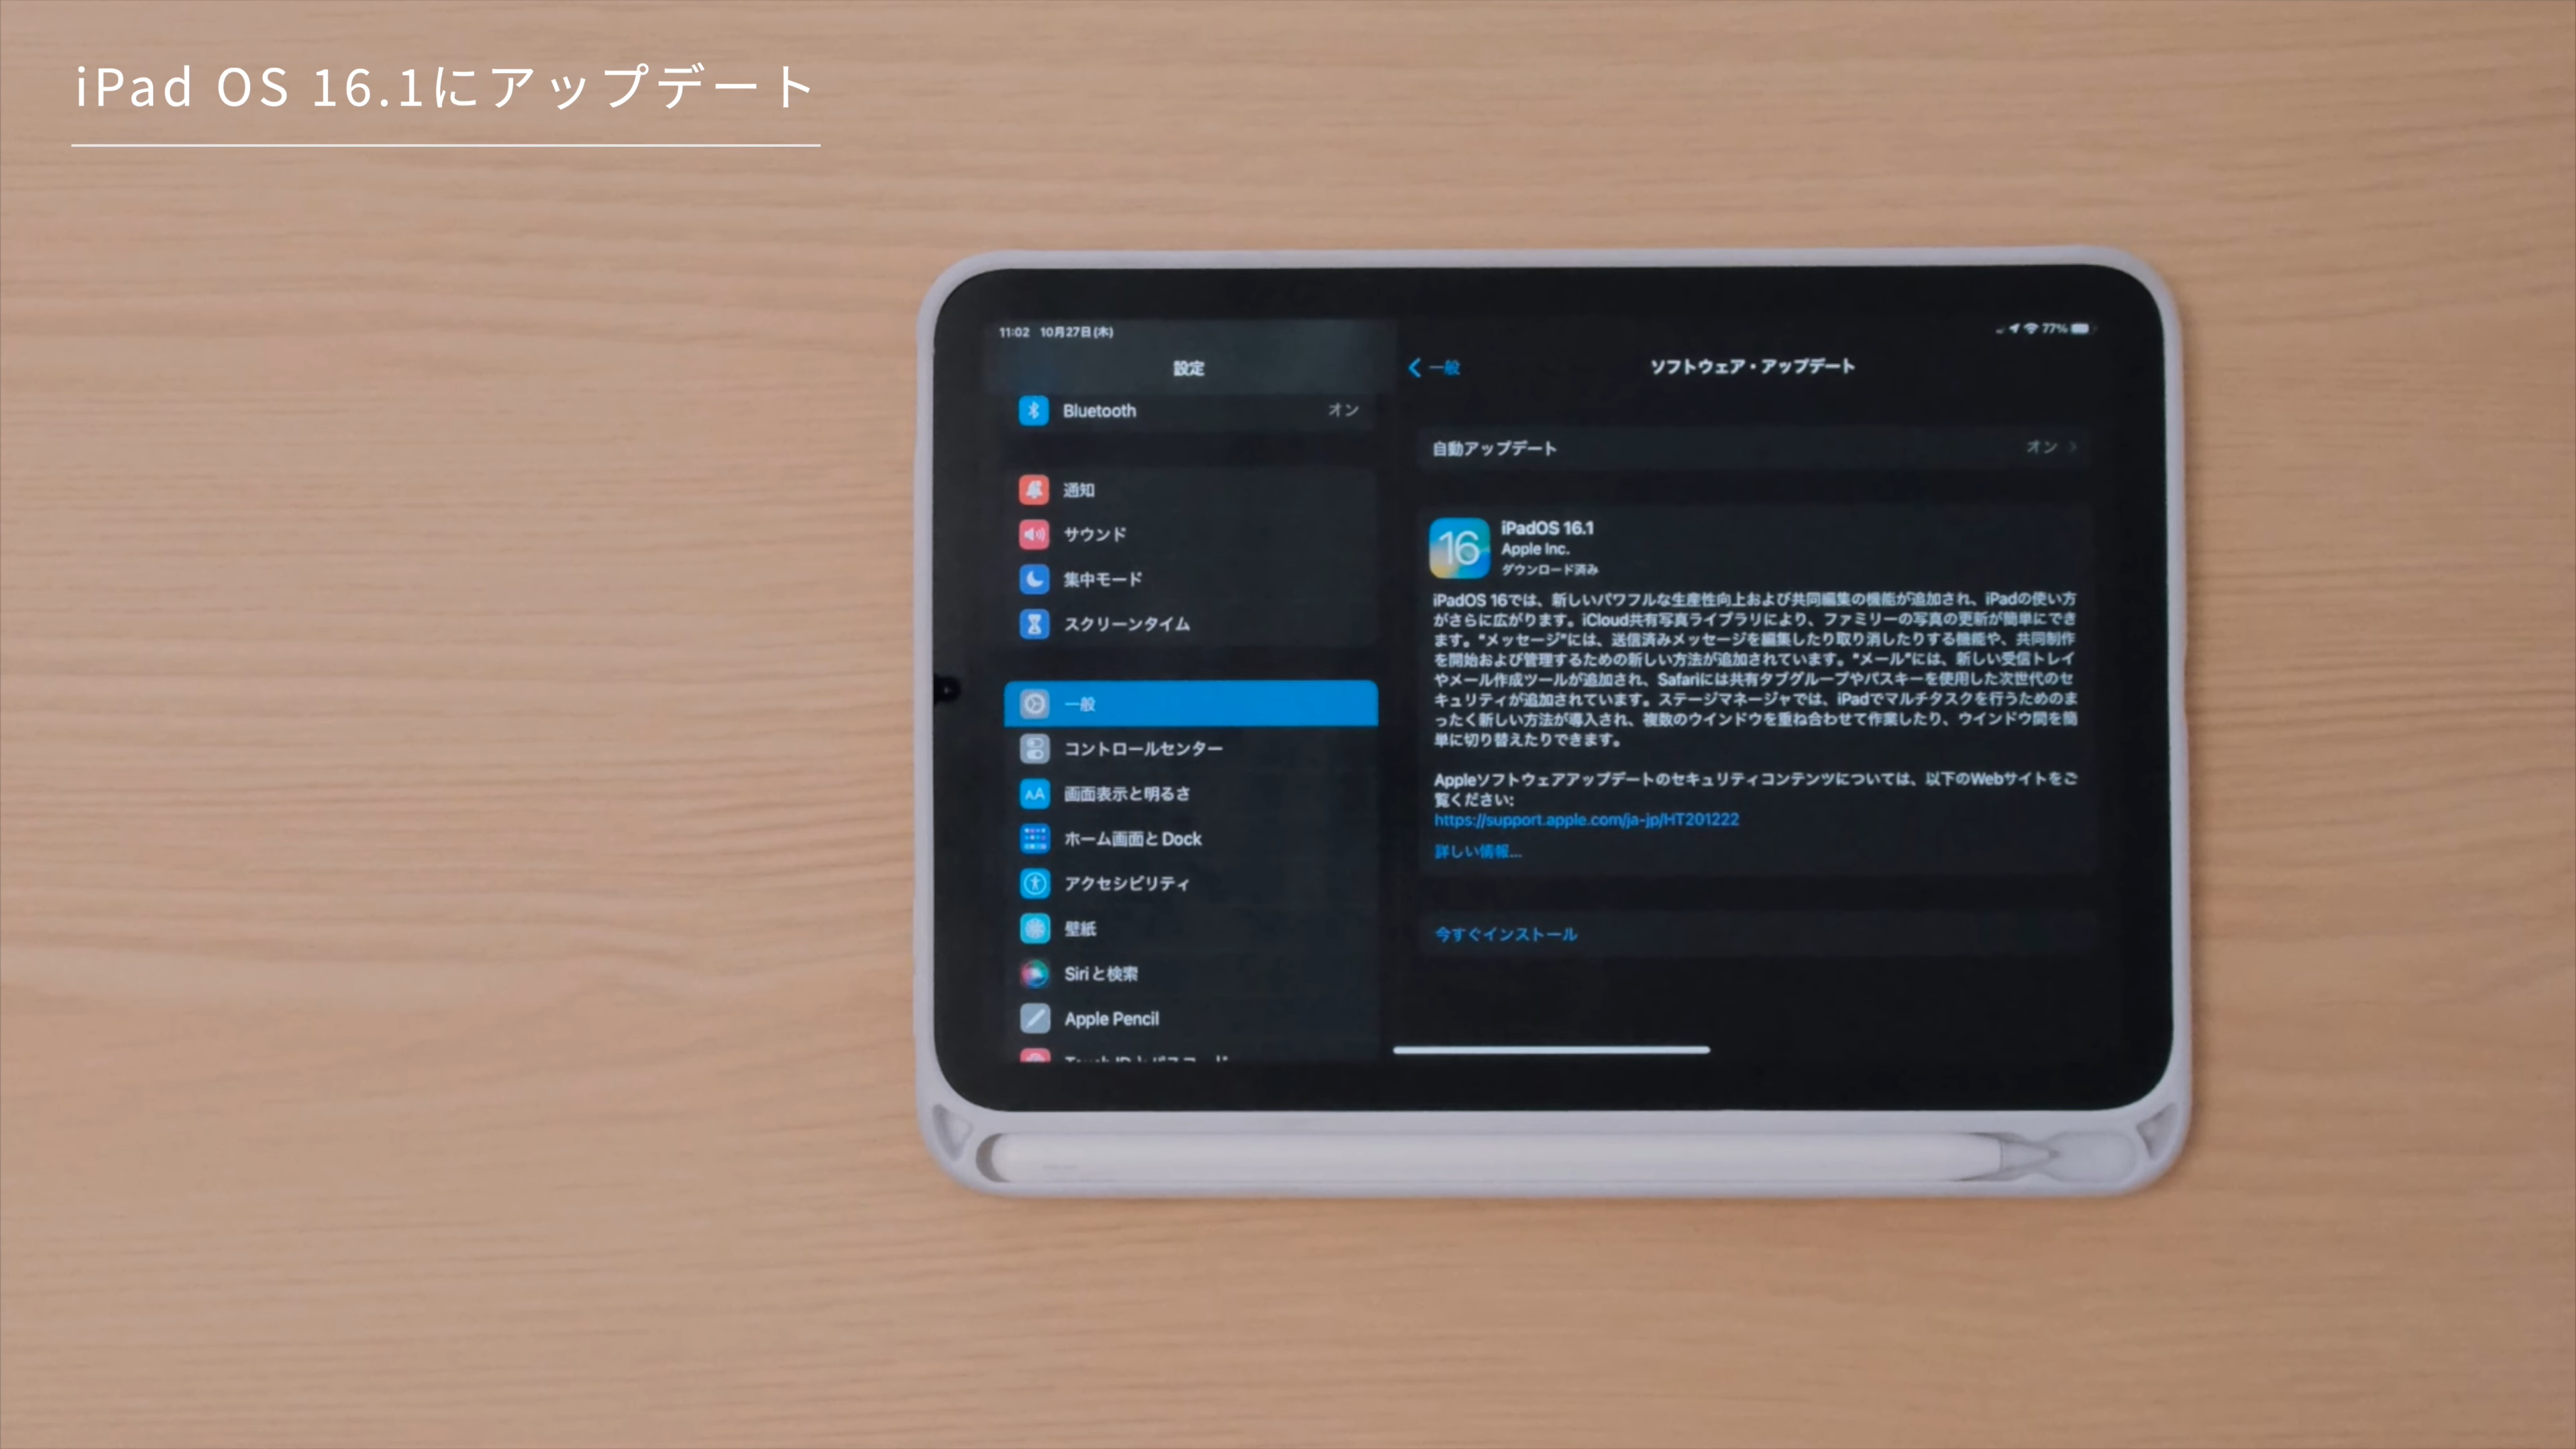 iPad OS 16.1にアップデート
11:02 10月27日(木)
77%
設定
Bluetooth オン
通知
サウンド
集中モード
スクリーンタイム
一般
コントロールセンター
画面表示と明るさ
ホーム画面とDock
アクセシビリティ
壁紙
Siriと検索
Apple Pencil
一般
ソフトウェア・アップデート
自動アップデート オン
16
iPadOS 16.1
Apple Inc.
ダウンロード済み
iPadOS 16では、新しいパワフルな生産性向上および共同編集の機能が追加され、iPadの使い方
がさらに広がります。iCloud共有写真ライブラリにより、ファミリーの写真の更新が簡単にでき
ます。"メッセージ"には、送信済みメッセージを編集したり取り消したりする機能や、共同制作
を開始および管理するための新しい方法が追加されています。"メール"には、新しい受信トレイ
やメール作成ツールが追加され、Safariには共有タブグループやパスキーを使用した次世代のセ
キュリティが追加されています。ステージマネージャでは、iPadでマルチタスクを行うためのま
ったく新しい方法が導入され、複数のウインドウを重ね合わせて作業したり、ウインドウ間を簡
単に切り替えたりできます。
Appleソフトウェアアップデートのセキュリティコンテンツについては、以下のWebサイトをご
覧ください:
https://support.apple.com/ja-jp/HT201222
詳しい情報...
今すぐインストール